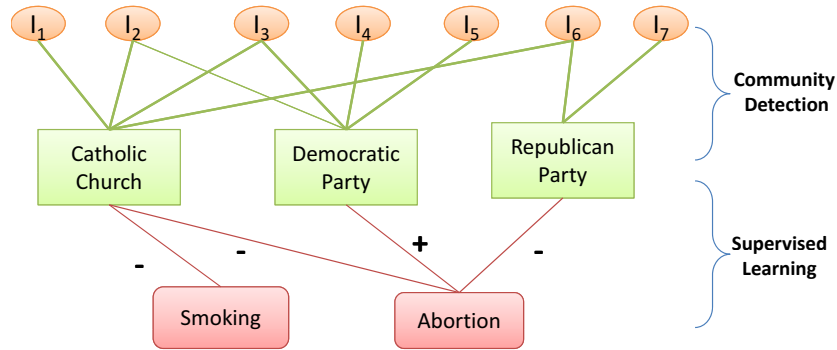 I1 I2 I3 I4 I5 I6 I7
Community
Detection
Catholic
Church
Democratic
Party
Republican
Party
- - + -
Supervised
Learning
Smoking
Abortion